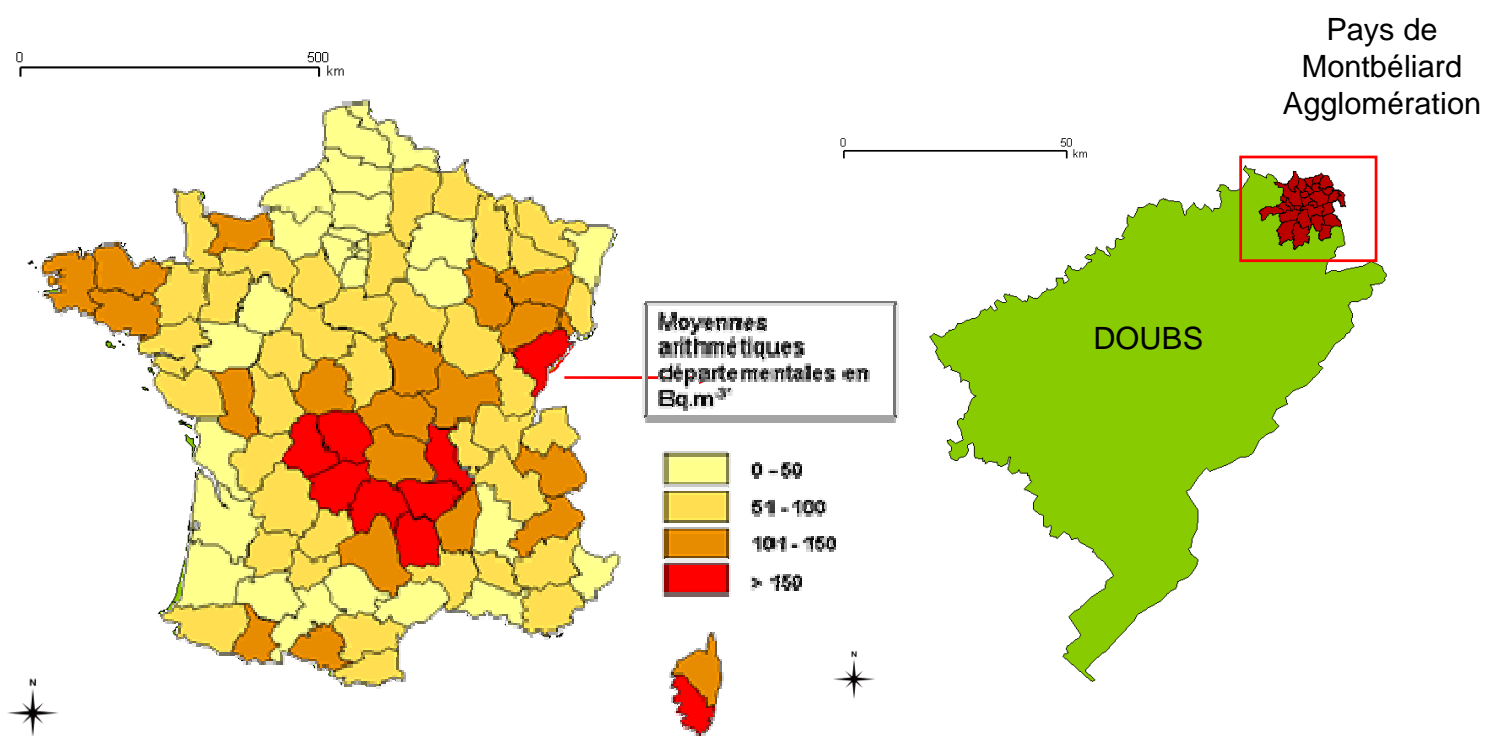 Pays de
Montbéliard
Agglomération
0 500
km
0 50
km
DOUBS
Moyennes
arithmétiques
départementales en
Bq.m-3*
0 - 50
51 - 100
101 - 150
> 150
N
N